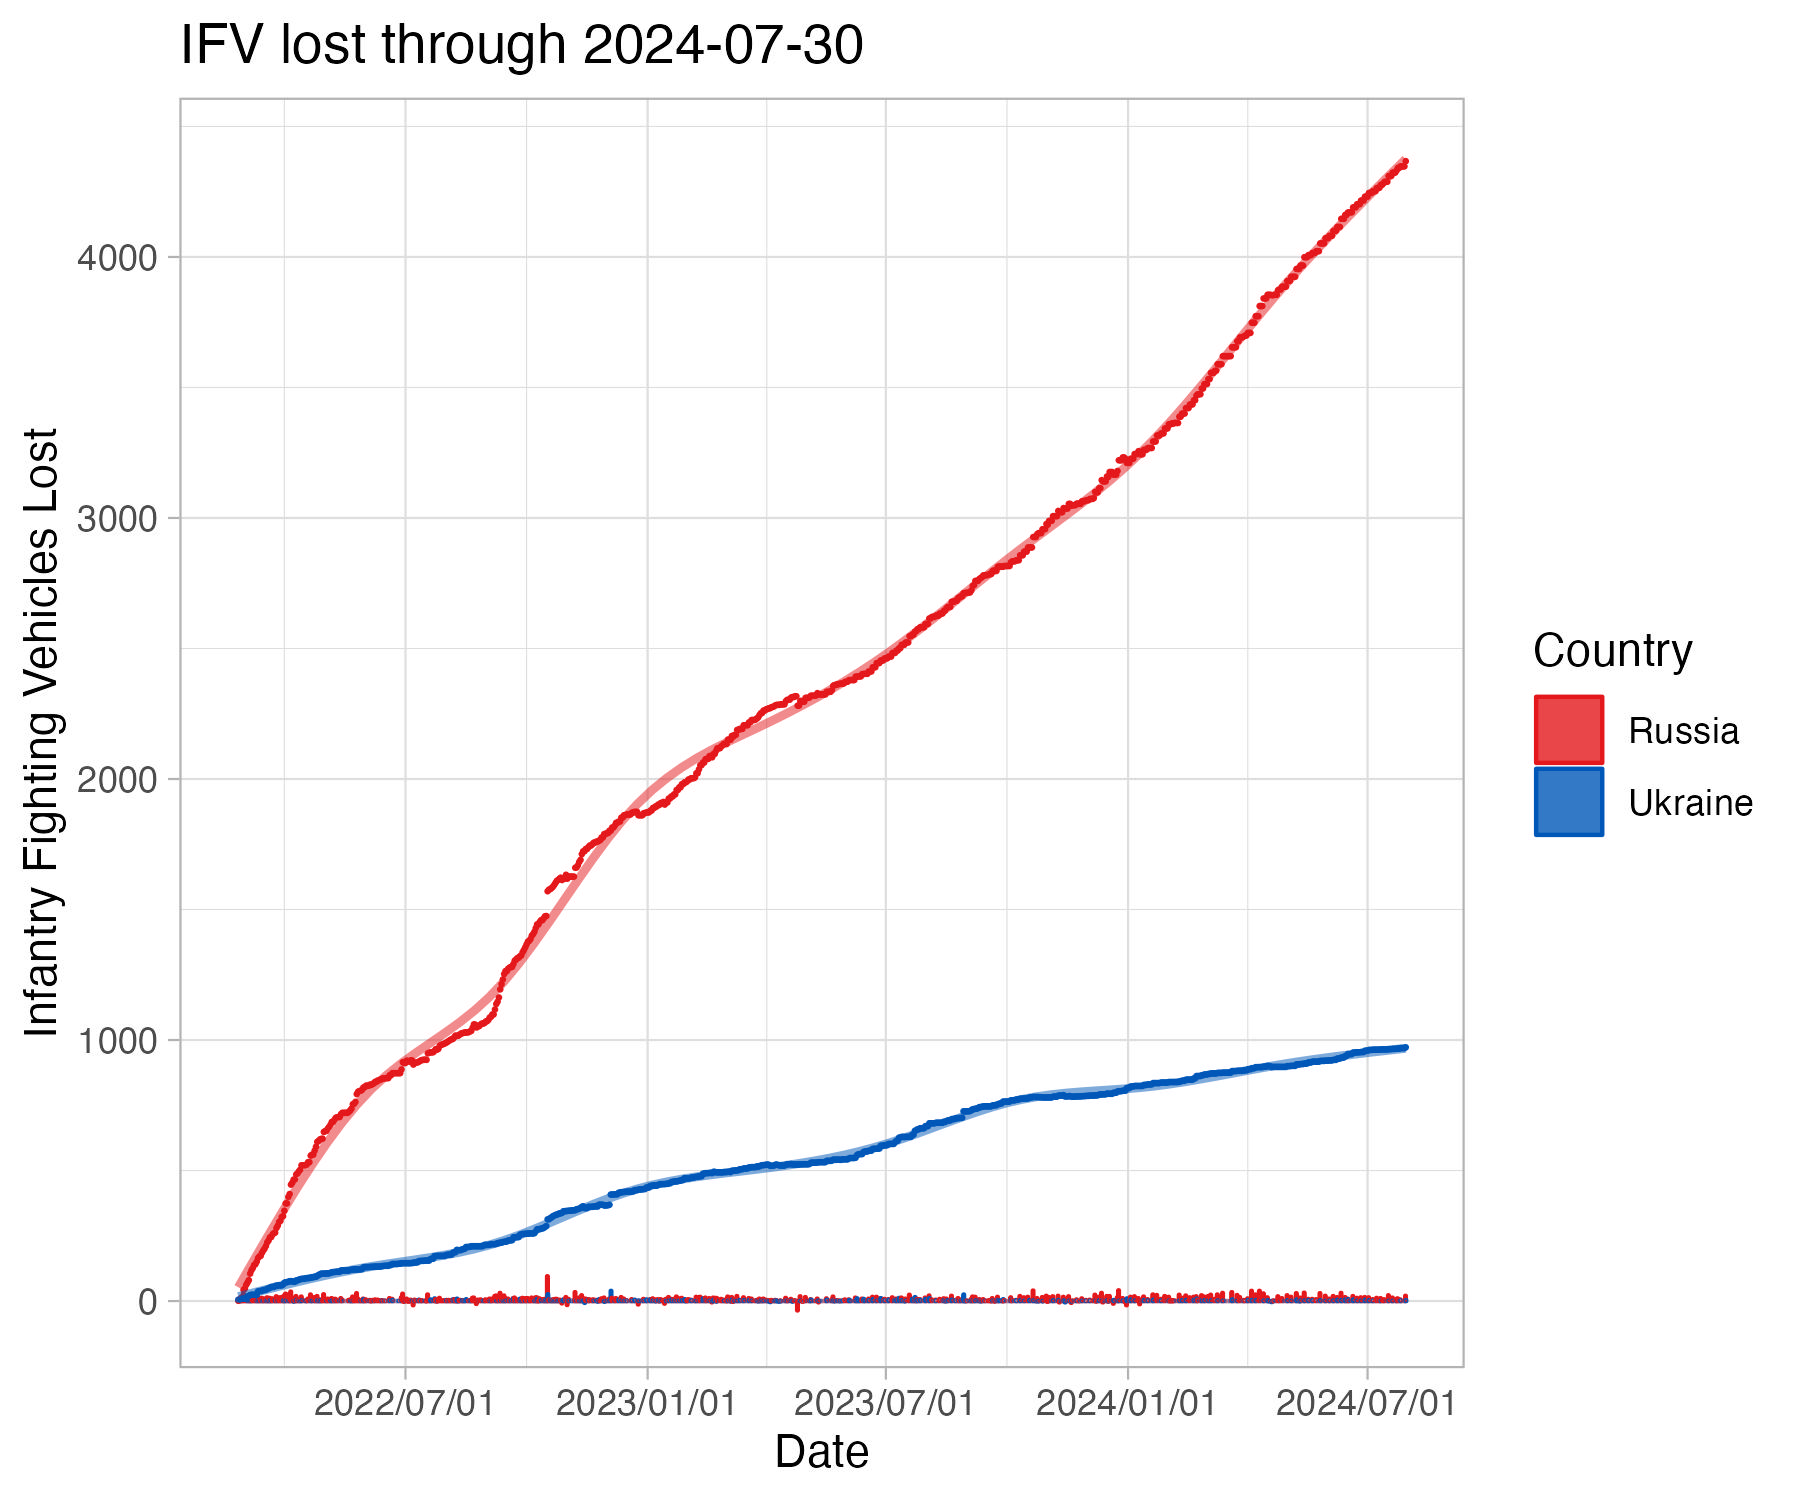 IFV lost through 2024-07-30
Infantry Fighting Vehicles Lost
4000
3000
2000
1000
0
2022/07/01
2023/01/01
2023/07/01
2024/01/01
2024/07/01
Date
Country
Russia
Ukraine